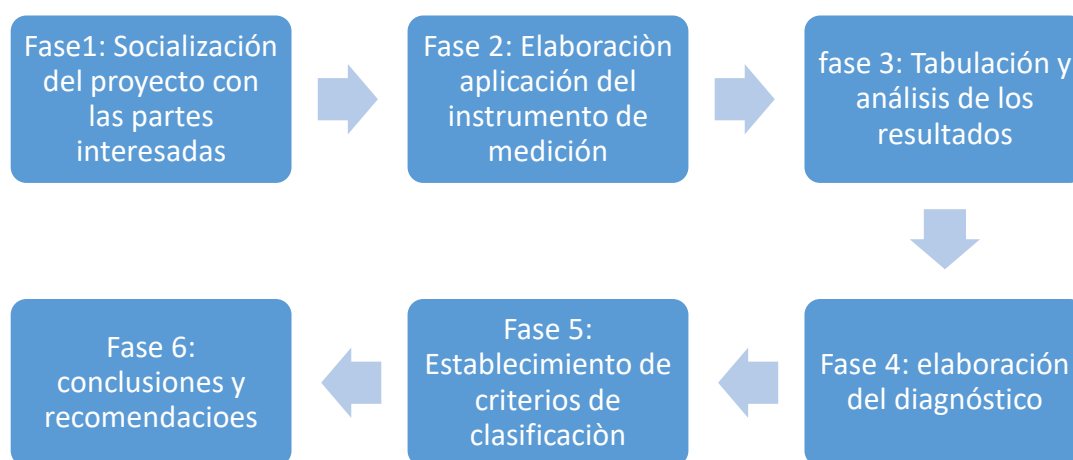 Fase1: Socialización
del proyecto con
las partes
interesadas
Fase 2: Elaboraciòn
aplicación del
instrumento de
medición
fase 3: Tabulación y
análisis de los
resultados
Fase 4: elaboración
del diagnóstico
Fase 5:
Establecimiento de
criterios de
clasificaciòn
Fase 6:
conclusiones y
recomendacioes